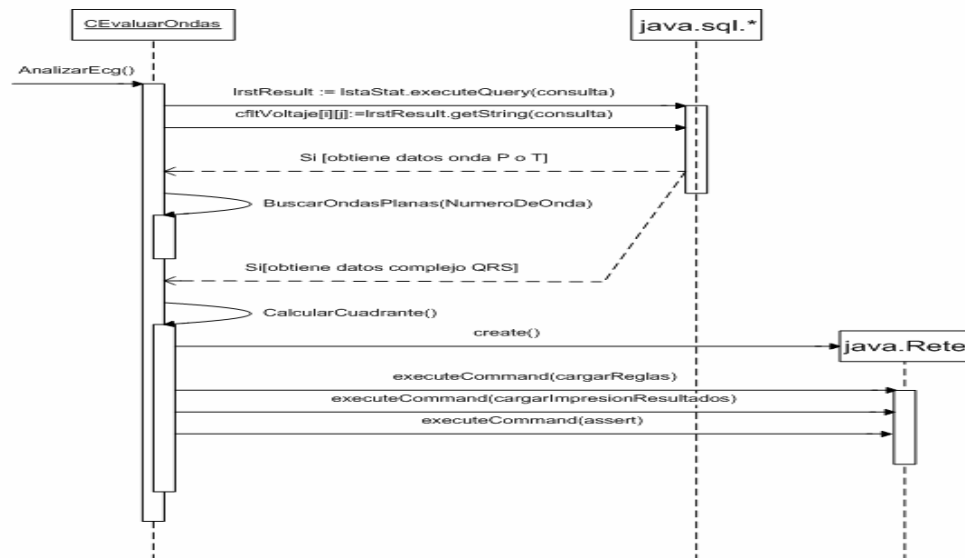 CEvaluarOndas
java.sql.*
AnalizarEcg()
lrstResult := lstaStat.executeQuery(consulta)
cfltVoltaje[i][j]:=lrstResult.getString(consulta)
Si [obtiene datos onda P o T]
BuscarOndasPlanas(NumeroDeOnda)
Si[obtiene datos complejo QRS]
CalcularCuadrante()
create()
java.Rete
executeCommand(cargarReglas)
executeCommand(cargarImpresionResultados)
executeCommand(assert)